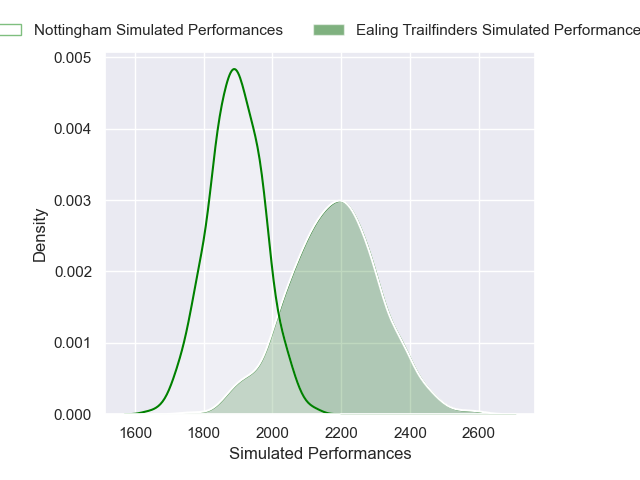 Nottingham Simulated Performances
Ealing Trailfinders Simulated Performance
0.005
0.004
0.003
0.002
0.001
0.000
Density
1600 1800 2000 2200 2400 2600
Simulated Performances